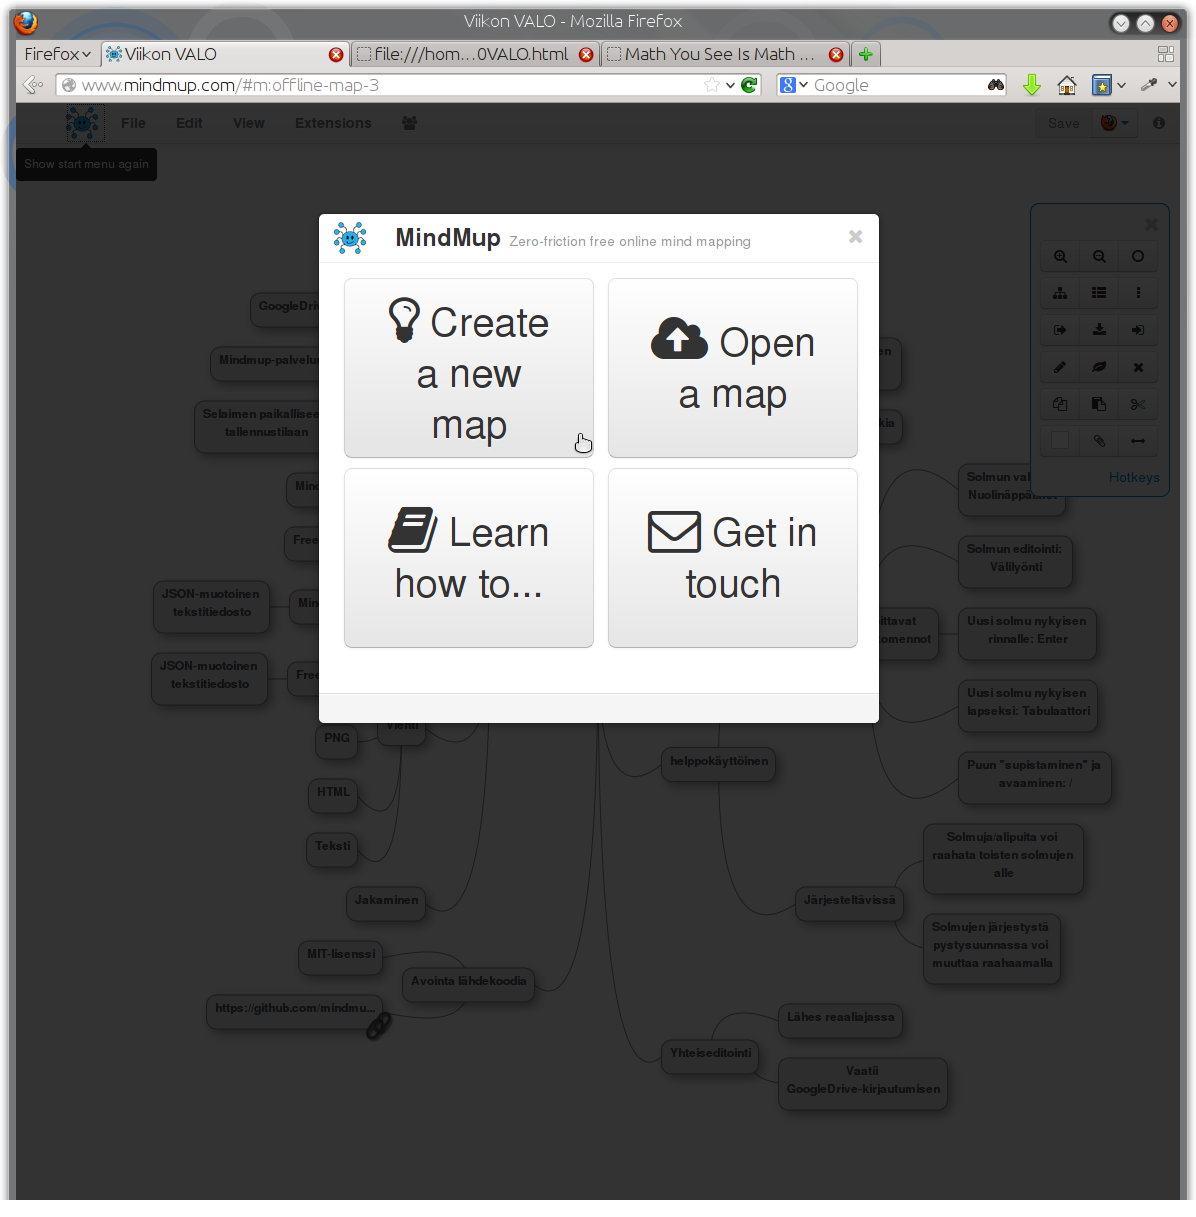 Viikon VALO - Mozilla Firefox
Firefox
Viikon VALO
file:///hom...0VALO.html
Math You See Is Math ...
www.mindmup.com/#m:offline-map-3
Google
File Edit View Extensions
Save
Show start menu again
MindMup Zero-friction free online mind mapping
Create
a new
map
Open
a map
Learn
how to...
Get in
touch
Hotkeys
GoogleDri
Mindmup-palvelu
Selaimen paikallisee
tallennustilaan
Mind
Free
JSON-muotoinen
tekstitiedosto
Min
JSON-muotoinen
tekstitiedosto
Free
Vienti
PNG
HTML
Teksti
Jakaminen
MIT-lisenssi
Avointa lähdekoodia
https://github.com/mindmu...
en
kia
Solmun val
Nuolinäppäimet
Solmun editointi:
Välilyönti
ittavat
omennot
Uusi solmu nykyisen
rinnalle: Enter
Uusi solmu nykyisen
lapseksi: Tabulaattori
Puun "supistaminen" ja
avaaminen: /
helppokäyttöinen
Solmuja/alipuita voi
raahata toisten solmujen
alle
Järjesteltävissä
Solmujen järjestystä
pystysuunnassa voi
muuttaa raahaamalla
Lähes reaaliajassa
Yhteiseditointi
Vaatii
GoogleDrive-kirjautumisen